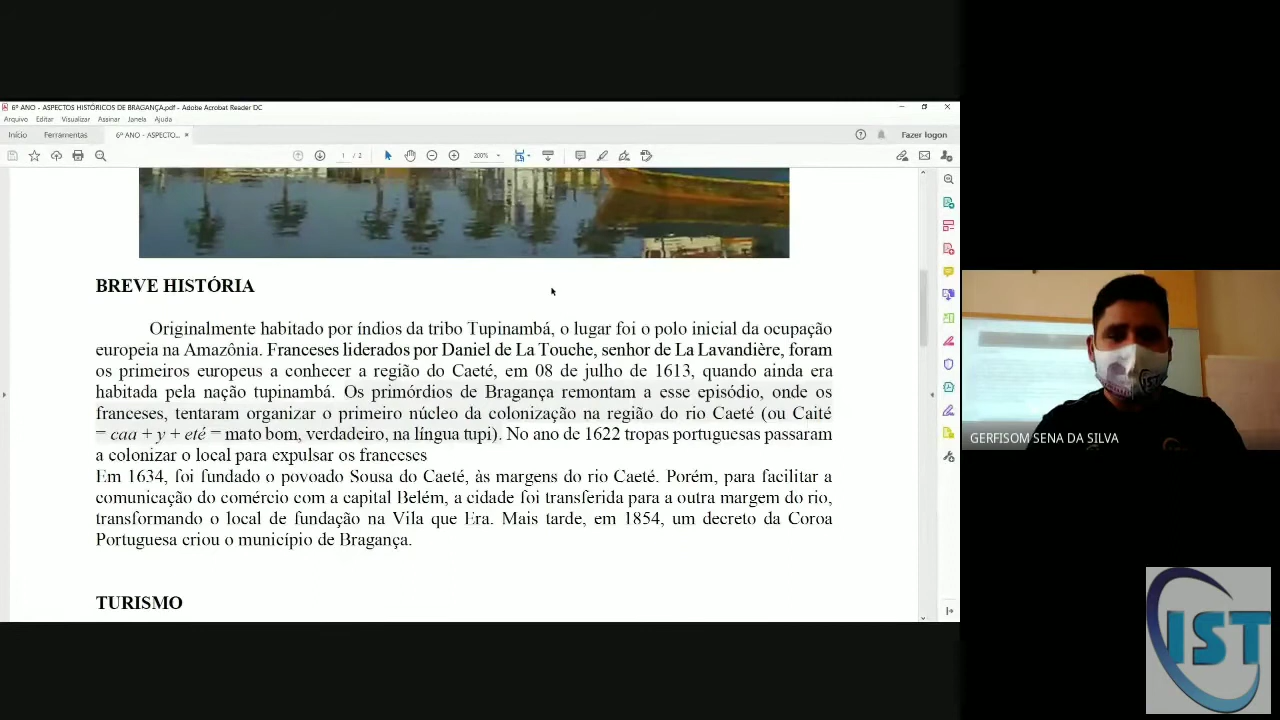 6º ANO - ASPECTOS HISTÓRICOS DE BRAGANÇA.pdf - Adobe Acrobat Reader DC
Arquivo Editar Visualizar Assinar Janela Ajuda
Início Ferramentas 6º ANO - ASPECTO... × Fazer logon
1 / 2 200%
BREVE HISTÓRIA
Originalmente habitado por índios da tribo Tupinambá, o lugar foi o polo inicial da ocupação
europeia na Amazônia. Franceses liderados por Daniel de La Touche, senhor de La Lavandière, foram
os primeiros europeus a conhecer a região do Caeté, em 08 de julho de 1613, quando ainda era
habitada pela nação tupinambá. Os primórdios de Bragança remontam a esse episódio, onde os
franceses, tentaram organizar o primeiro núcleo da colonização na região do rio Caeté (ou Caité
= caa + y + eté = mato bom, verdadeiro, na língua tupi). No ano de 1622 tropas portuguesas passaram
a colonizar o local para expulsar os franceses
Em 1634, foi fundado o povoado Sousa do Caeté, às margens do rio Caeté. Porém, para facilitar a
comunicação do comércio com a capital Belém, a cidade foi transferida para a outra margem do rio,
transformando o local de fundação na Vila que Era. Mais tarde, em 1854, um decreto da Coroa
Portuguesa criou o município de Bragança.
TURISMO
GERFISOM SENA DA SILVA
IST